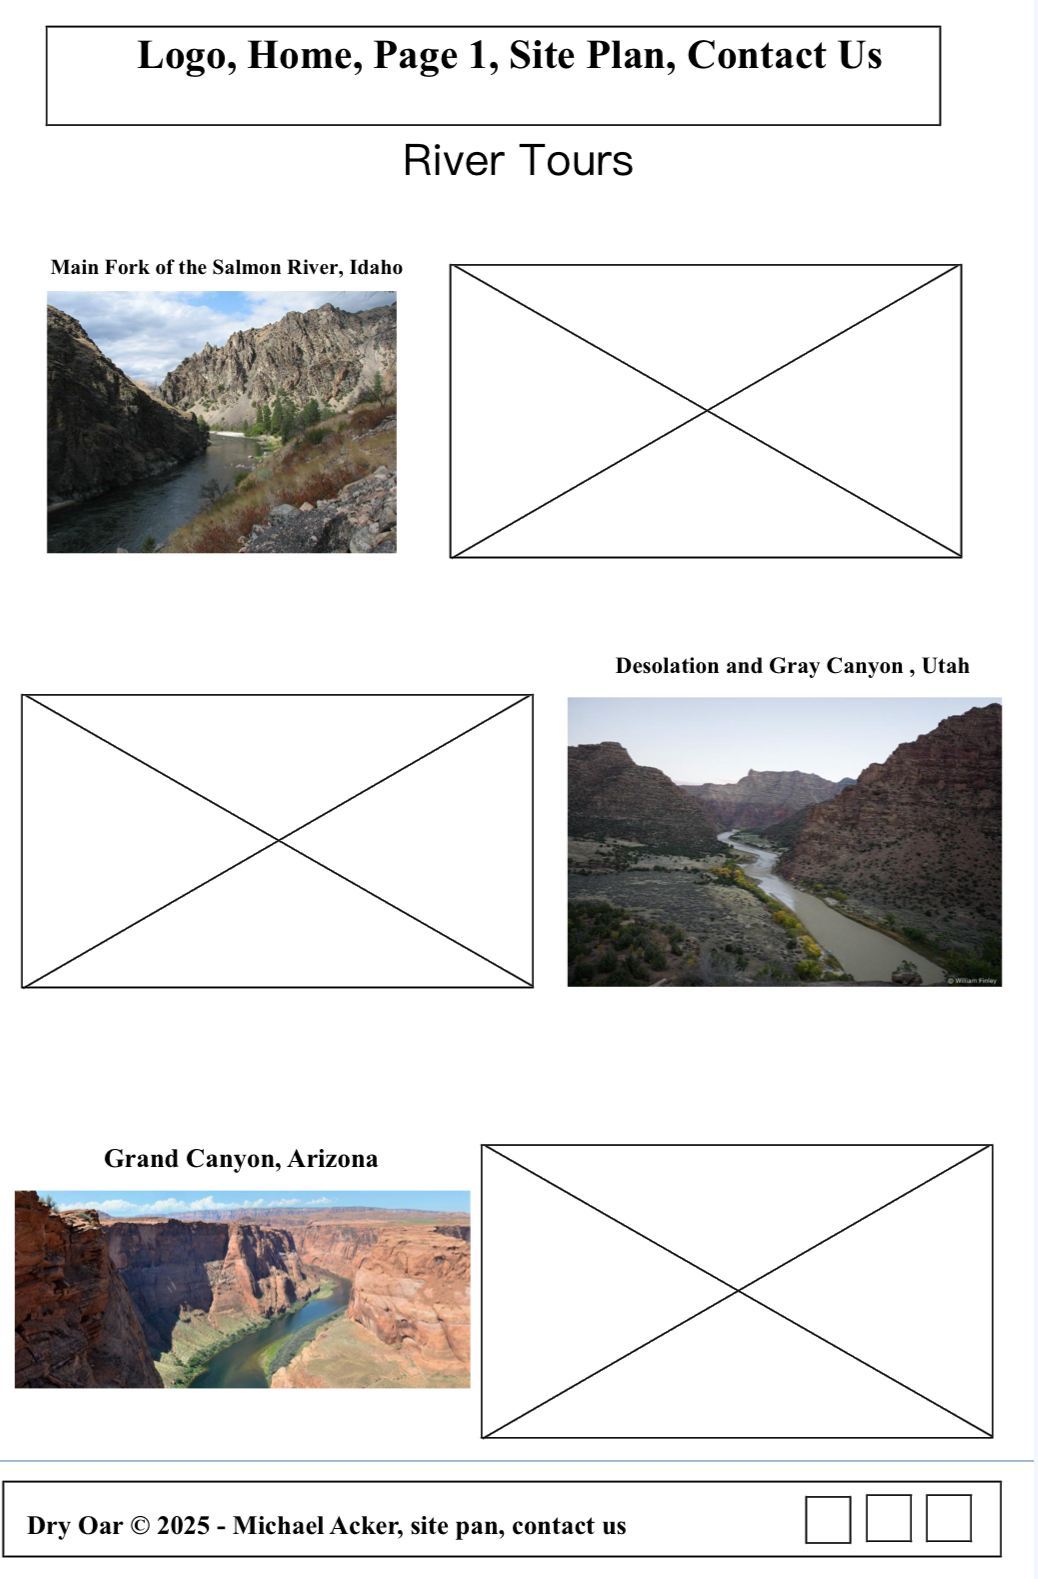 Logo, Home, Page 1, Site Plan, Contact Us
River Tours
Main Fork of the Salmon River, Idaho
Desolation and Gray Canyon , Utah
© William Finley
Grand Canyon, Arizona
Dry Oar © 2025 - Michael Acker, site pan, contact us